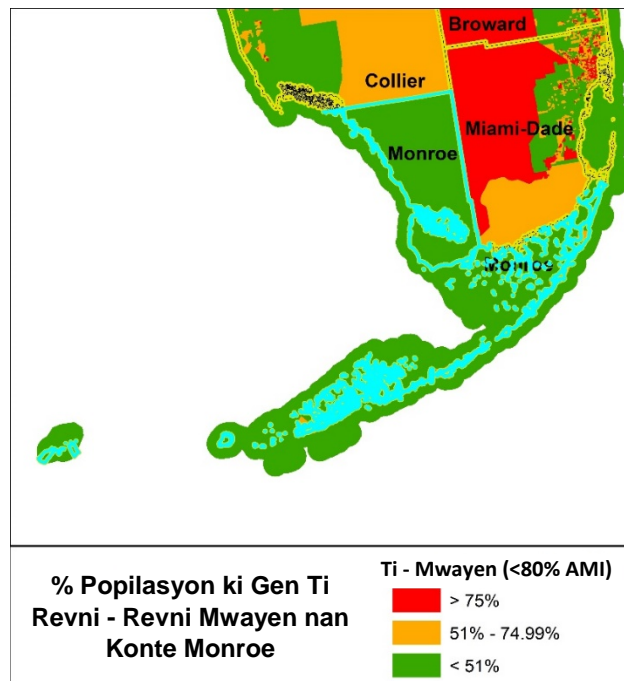 Broward
Collier
Miami-Dade
Monroe
Monroe
% Popilasyon ki Gen Ti
Revni - Revni Mwayen nan
Konte Monroe
Ti - Mwayen (<80% AMI)
> 75%
51% - 74.99%
< 51%